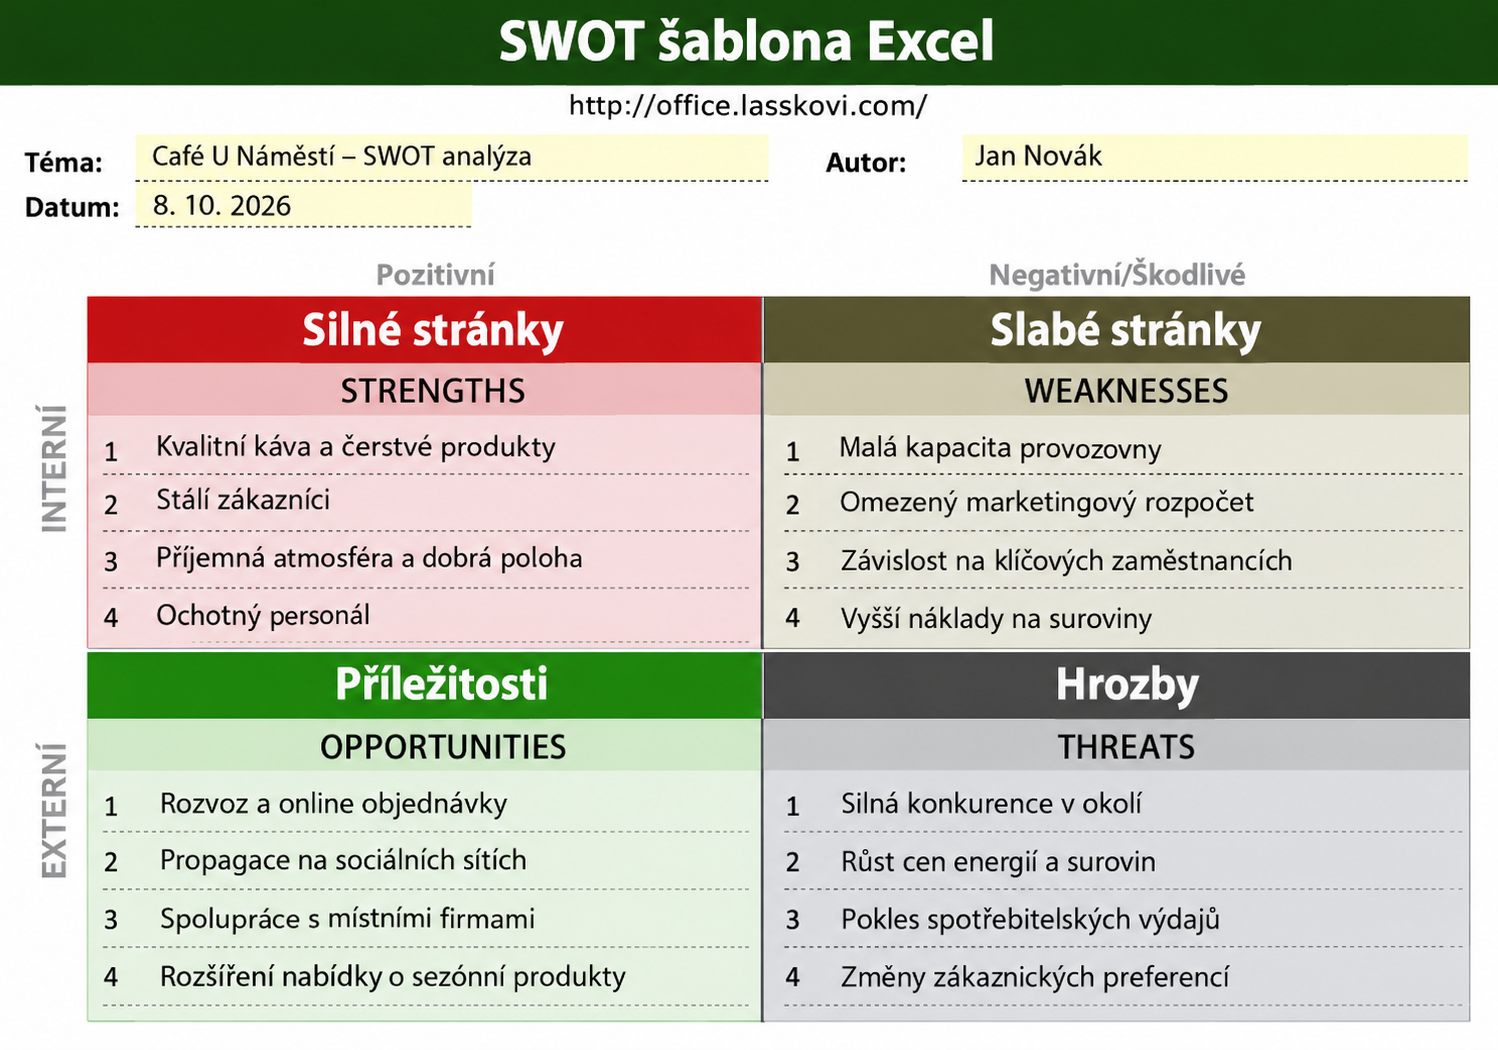 SWOT šablona Excel
http://office.lasskovi.com/
Téma: Café U Náměstí – SWOT analýza
Autor: Jan Novák
Datum: 8. 10. 2026
Pozitivní
Negativní/Škodlivé
INTERNÍ
Silné stránky
STRENGTHS
1 Kvalitní káva a čerstvé produkty
2 Stálí zákazníci
3 Příjemná atmosféra a dobrá poloha
4 Ochotný personál
Slabé stránky
WEAKNESSES
1 Malá kapacita provozovny
2 Omezený marketingový rozpočet
3 Závislost na klíčových zaměstnancích
4 Vyšší náklady na suroviny
EXTERNÍ
Příležitosti
OPPORTUNITIES
1 Rozvoz a online objednávky
2 Propagace na sociálních sítích
3 Spolupráce s místními firmami
4 Rozšíření nabídky o sezónní produkty
Hrozby
THREATS
1 Silná konkurence v okolí
2 Růst cen energií a surovin
3 Pokles spotřebitelských výdajů
4 Změny zákaznických preferencí